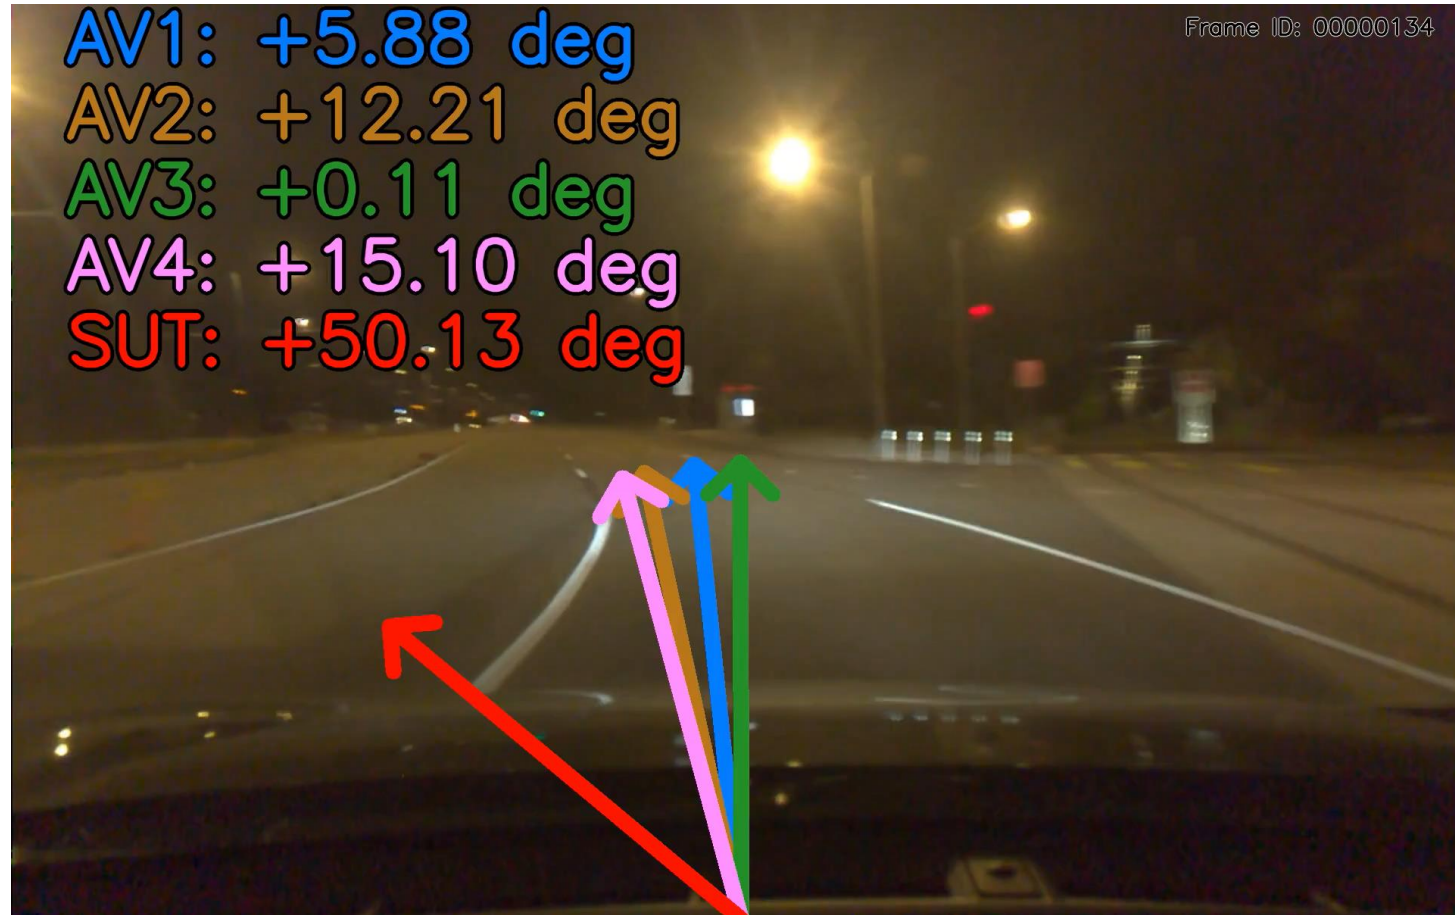 AV1: +5.88 deg
Frame ID: 00000134
AV2: +12.21 deg
AV3: +0.11 deg
AV4: +15.10 deg
SUT: +50.13 deg